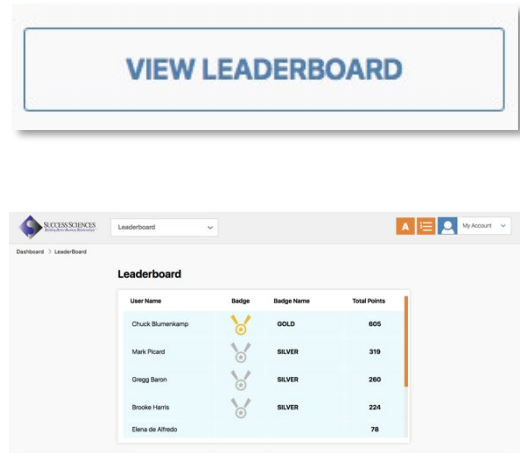 VIEW LEADERBOARD
SUCCESS SCIENCES
Leaderboard
A
My Account
Dashboard > LeaderBoard
Leaderboard
User Name Badge Badge Name Total Points
Chuck Blumenkamp GOLD 605
Mark Picard SILVER 319
Gregg Baron SILVER 260
Brooke Harris SILVER 224
Elena de Alfredo 78